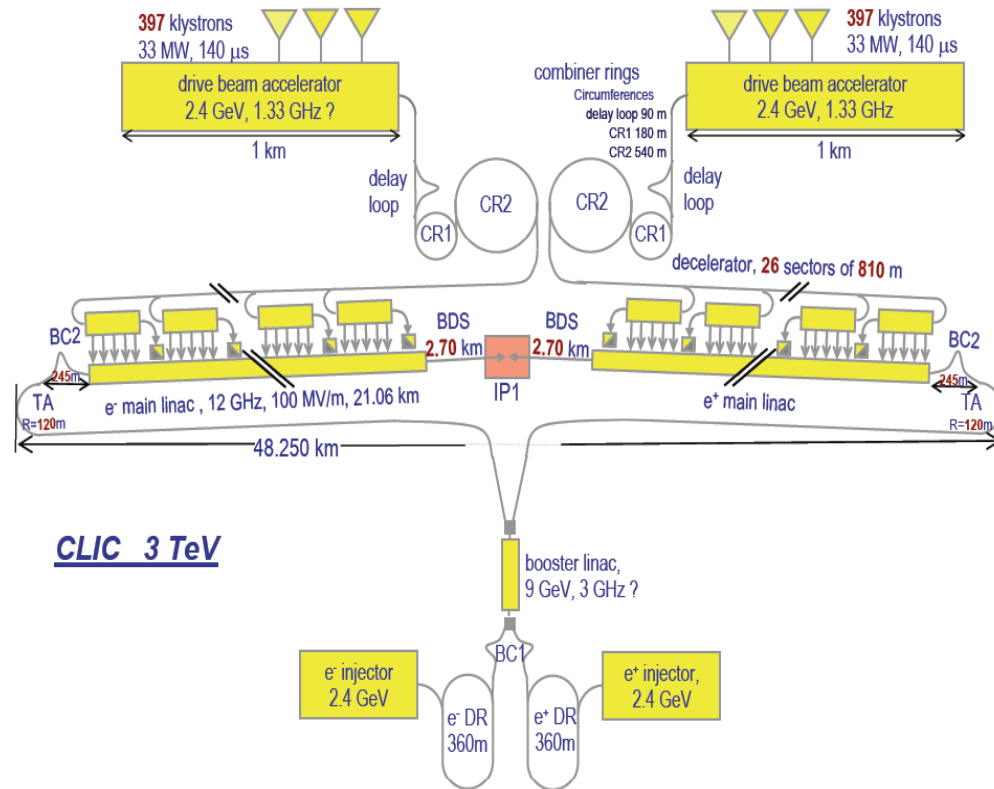 397 klystrons
33 MW, 140 μs
drive beam accelerator
2.4 GeV, 1.33 GHz ?
1 km
delay
loop
CR1
CR2
combiner rings
Circumferences
delay loop 90 m
CR1 180 m
CR2 540 m
397 klystrons
33 MW, 140 μs
drive beam accelerator
2.4 GeV, 1.33 GHz
1 km
CR2
delay
loop
CR1
decelerator, 26 sectors of 810 m
BC2
245m
TA
R=120m
BDS
2.70 km
IP1
BDS
2.70 km
BC2
245m
TA
R=120m
e- main linac , 12 GHz, 100 MV/m, 21.06 km
e+ main linac
48.250 km
CLIC 3 TeV
booster linac,
9 GeV, 3 GHz ?
BC1
e- injector
2.4 GeV
e+ injector,
2.4 GeV
e- DR
360m
e+ DR
360m